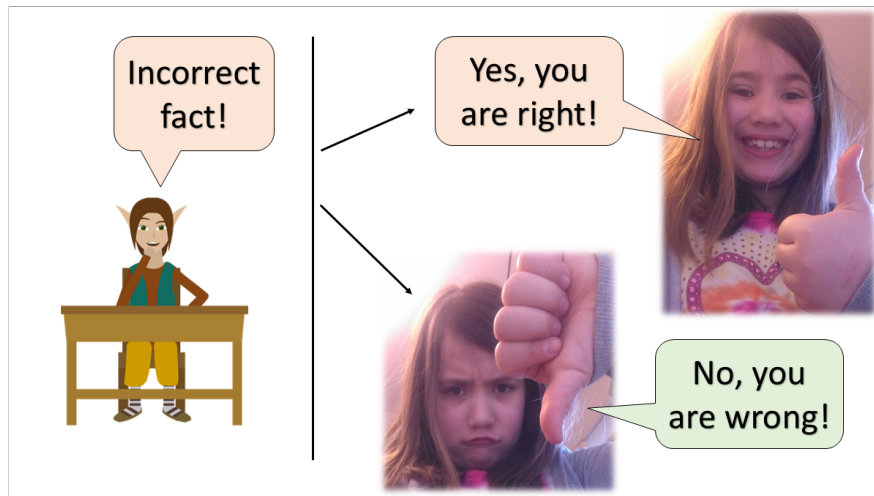 Incorrect
fact!
Yes, you
are right!
No, you
are wrong!